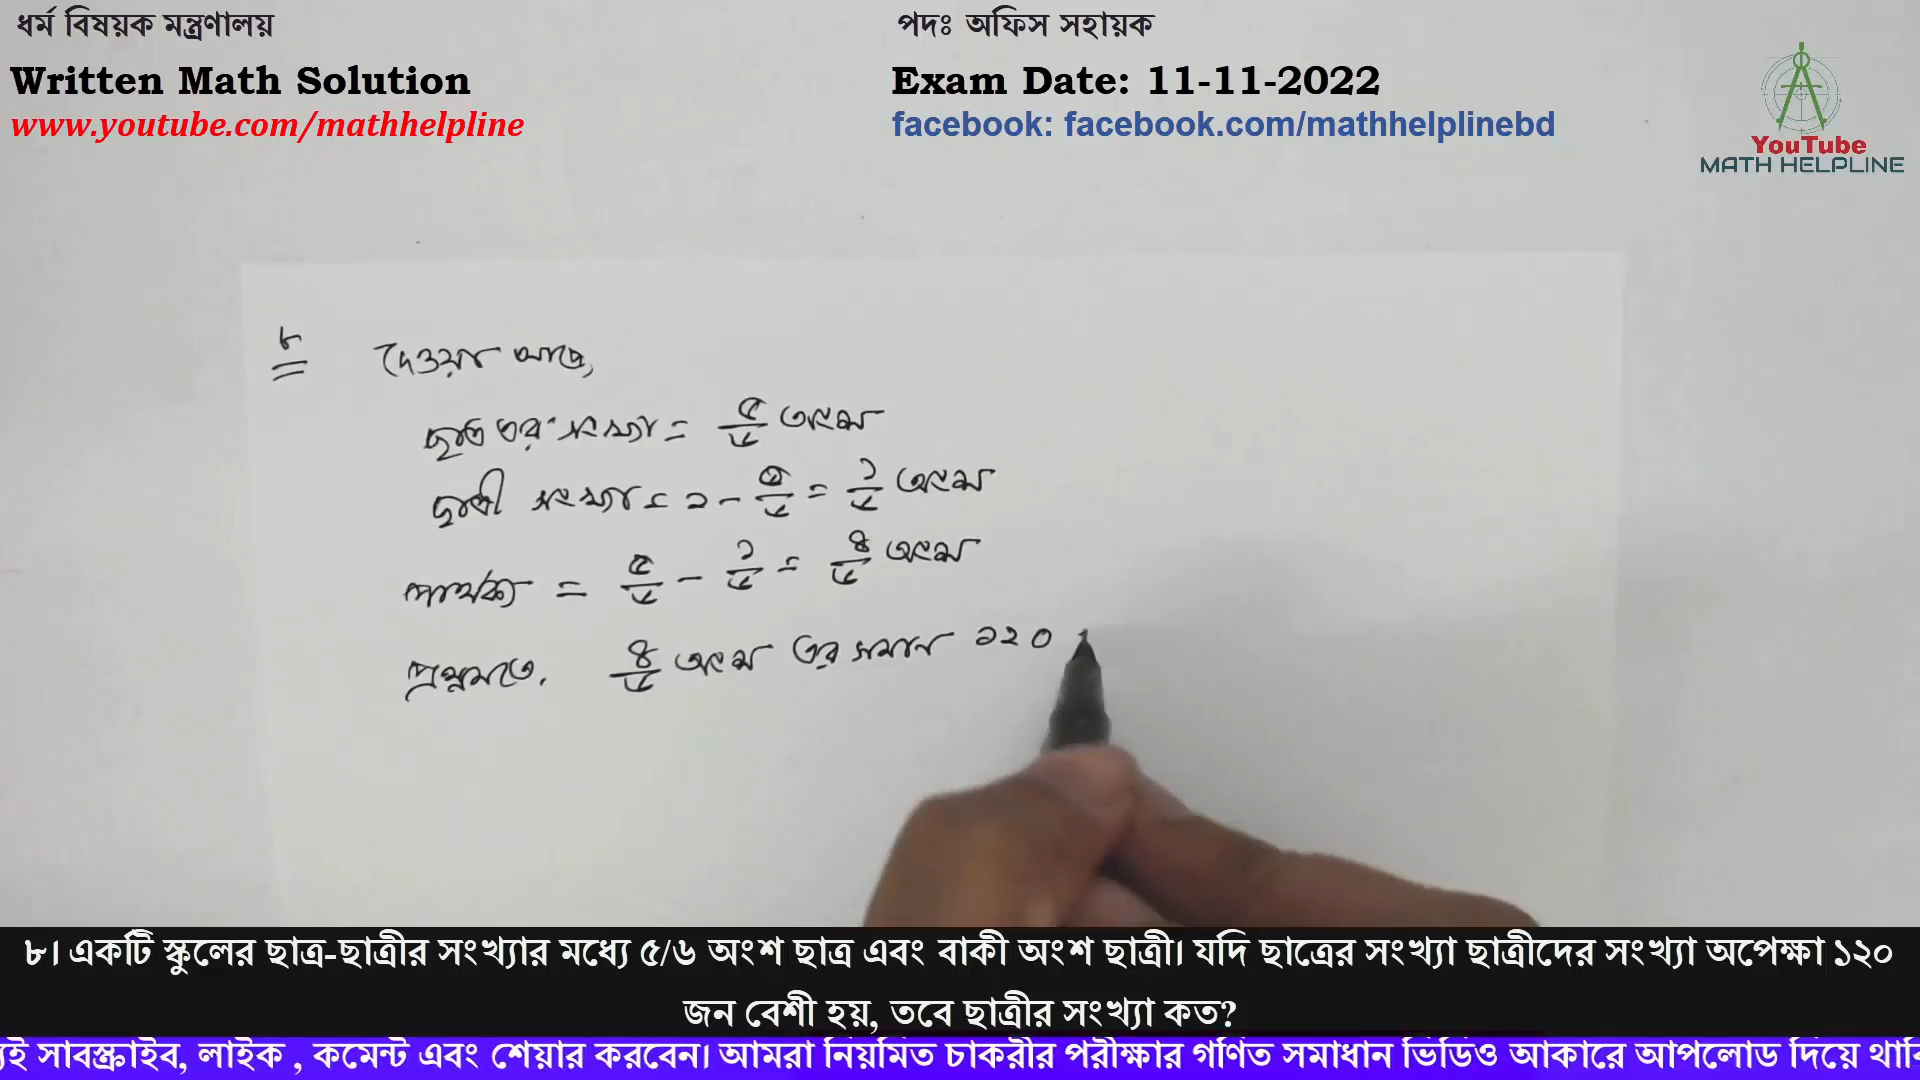 ধর্ম বিষয়ক মন্ত্রণালয়
পদঃ অফিস সহায়ক
Written Math Solution
Exam Date: 11-11-2022
www.youtube.com/mathhelpline
facebook: facebook.com/mathhelplinebd
YouTube
MATH HELPLINE
৮
দেওয়া আছে,
ছাত্র এর সংখ্যা = ৫/৬ অংশ
ছাত্রী সংখ্যা = ১ - ৫/৬ = ১/৬ অংশ
পার্থক্য = ৫/৬ - ১/৬ = ৪/৬ অংশ
প্রশ্নমতে, ৪/৬ অংশ এর সমান ১২০
৮। একটি স্কুলের ছাত্র-ছাত্রীর সংখ্যার মধ্যে ৫/৬ অংশ ছাত্র এবং বাকী অংশ ছাত্রী। যদি ছাত্রের সংখ্যা ছাত্রীদের সংখ্যা অপেক্ষা ১২০
জন বেশী হয়, তবে ছাত্রীর সংখ্যা কত?
সাবস্ক্রাইব, লাইক , কমেন্ট এবং শেয়ার করবেন। আমরা নিয়মিত চাকরীর পরীক্ষার গণিত সমাধান ভিডিও আকারে আপলোড দিয়ে